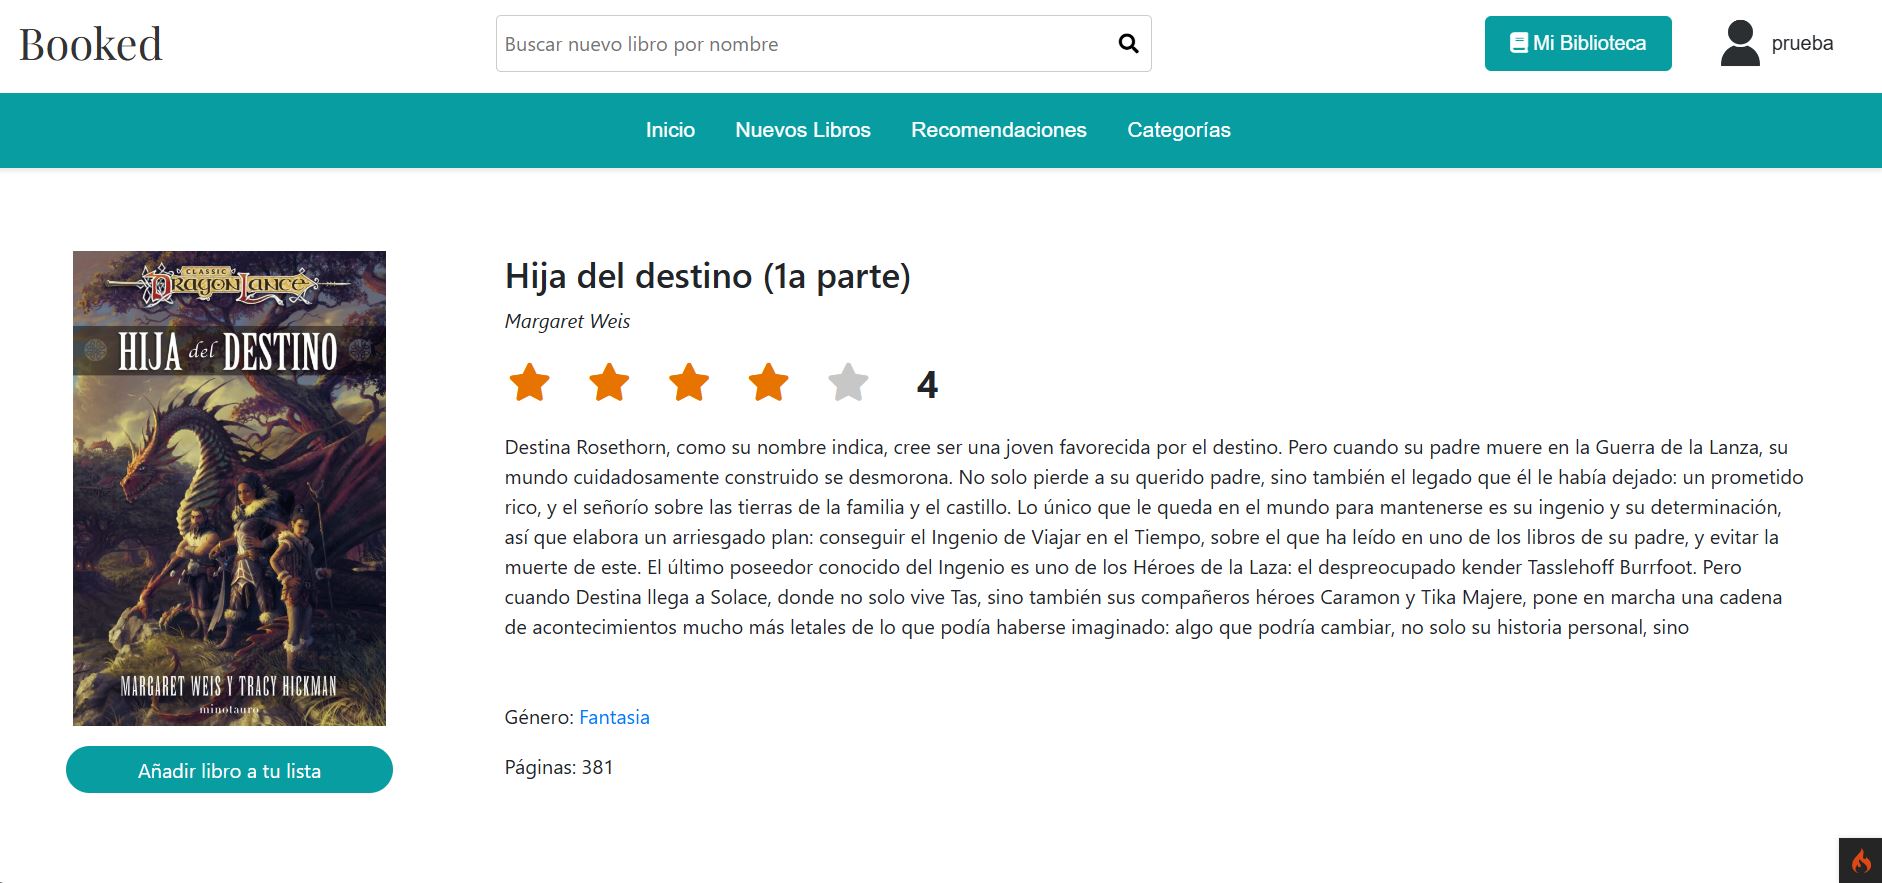 Booked
Buscar nuevo libro por nombre
Mi Biblioteca
prueba
Inicio Nuevos Libros Recomendaciones Categorías
CLASSIC
DRAGONLANCE
HIJA del DESTINO
MARGARET WEIS Y TRACY HICKMAN
minotauro
Añadir libro a tu lista
Hija del destino (1a parte)
Margaret Weis
4
Destina Rosethorn, como su nombre indica, cree ser una joven favorecida por el destino. Pero cuando su padre muere en la Guerra de la Lanza, su
mundo cuidadosamente construido se desmorona. No solo pierde a su querido padre, sino también el legado que él le había dejado: un prometido
rico, y el señorío sobre las tierras de la familia y el castillo. Lo único que le queda en el mundo para mantenerse es su ingenio y su determinación,
así que elabora un arriesgado plan: conseguir el Ingenio de Viajar en el Tiempo, sobre el que ha leído en uno de los libros de su padre, y evitar la
muerte de este. El último poseedor conocido del Ingenio es uno de los Héroes de la Laza: el despreocupado kender Tasslehoff Burrfoot. Pero
cuando Destina llega a Solace, donde no solo vive Tas, sino también sus compañeros héroes Caramon y Tika Majere, pone en marcha una cadena
de acontecimientos mucho más letales de lo que podía haberse imaginado: algo que podría cambiar, no solo su historia personal, sino
Género: Fantasia
Páginas: 381